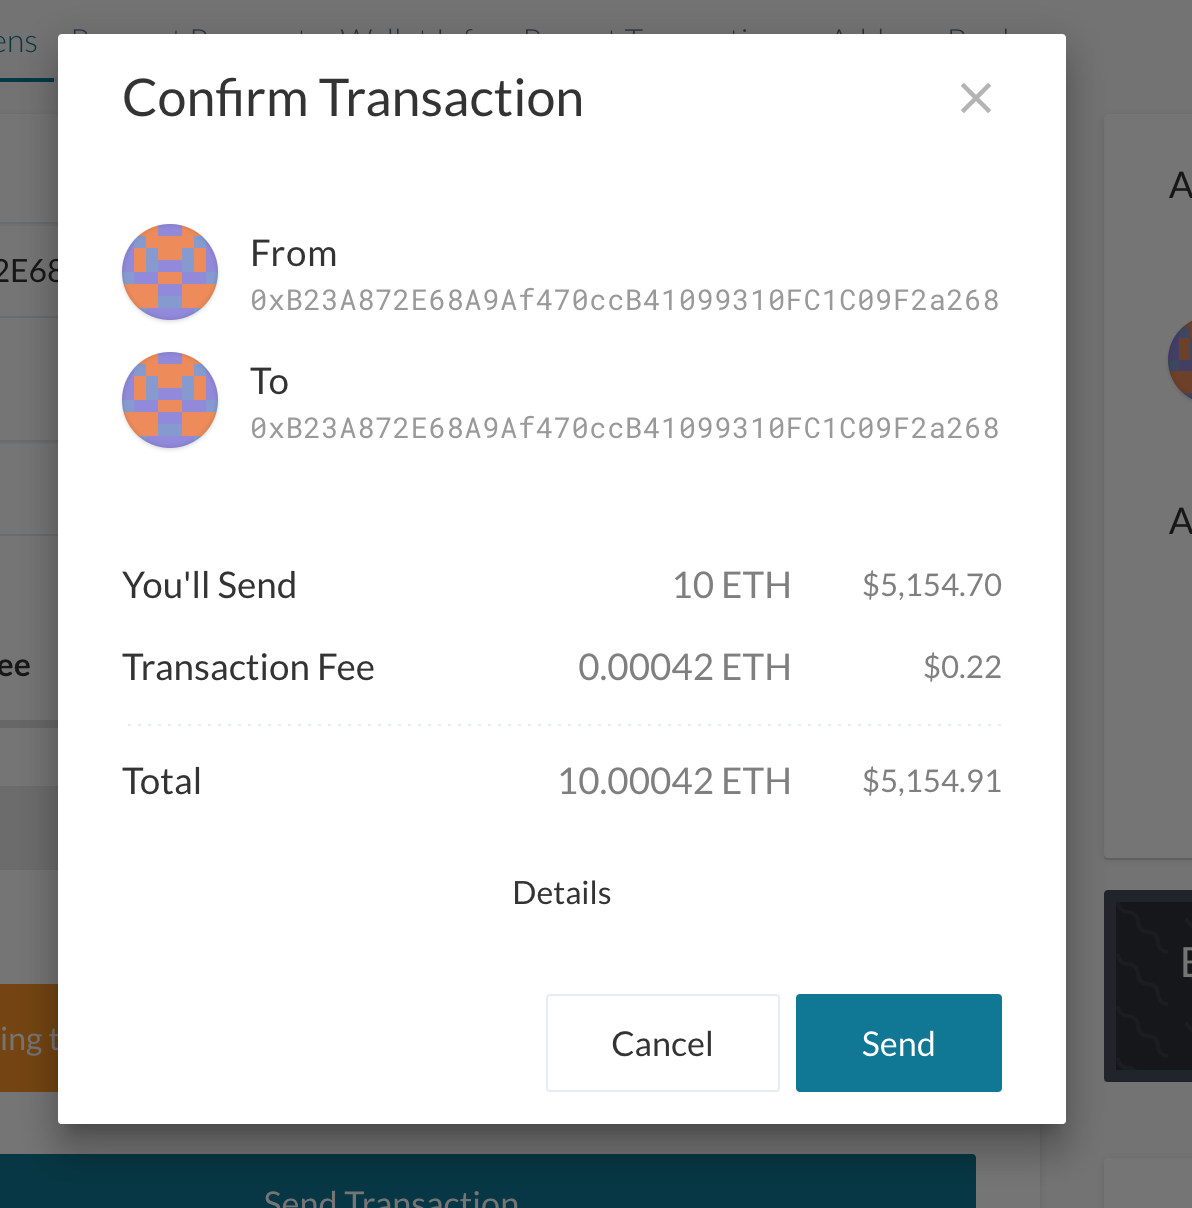 ens
Confirm Transaction
A
From
2E68
0xB23A872E68A9Af470ccB41099310FC1C09F2a268
To
0xB23A872E68A9Af470ccB41099310FC1C09F2a268
A
You'll Send 10 ETH $5,154.70
ee
Transaction Fee 0.00042 ETH $0.22
Total 10.00042 ETH $5,154.91
Details
ing t
Cancel Send
Send Transaction